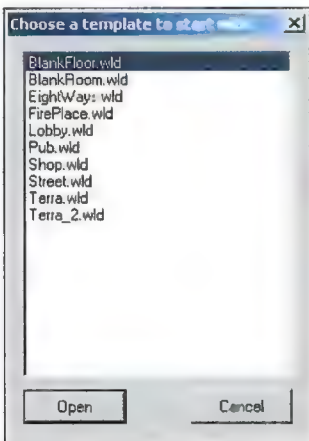 Choose a template to start
BlankFloor.wld
BlankRoom.wld
EightWay: wld
FirePlace.wld
Lobby.wld
Pub.wld
Shop.wld
Street.wld
Terra.wld
Terra_2.wld
Open
Cancel